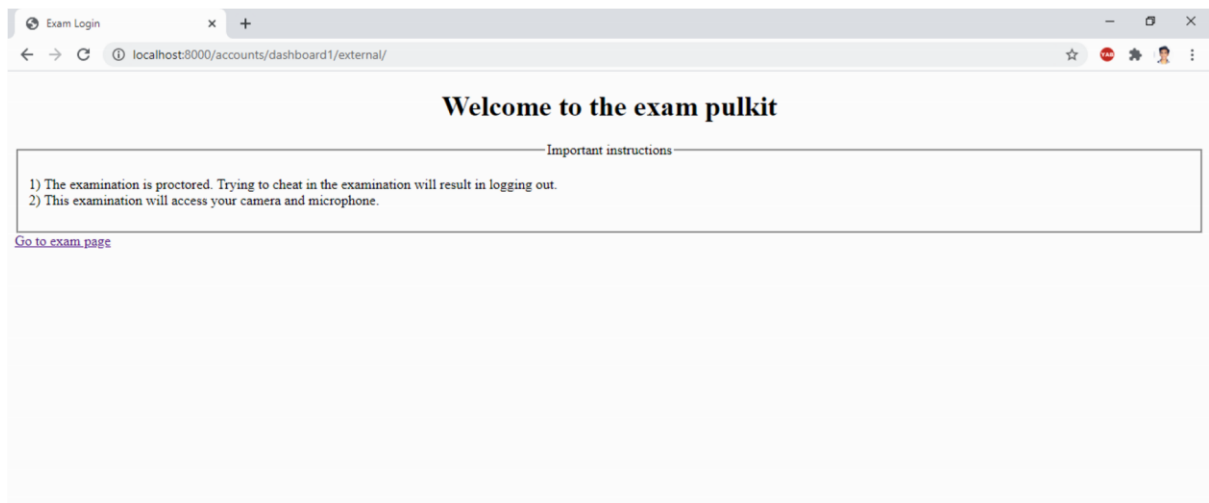 Exam Login
localhost:8000/accounts/dashboard1/external/
YAB
Welcome to the exam pulkit
Important instructions
1) The examination is proctored. Trying to cheat in the examination will result in logging out.
2) This examination will access your camera and microphone.
Go to exam page